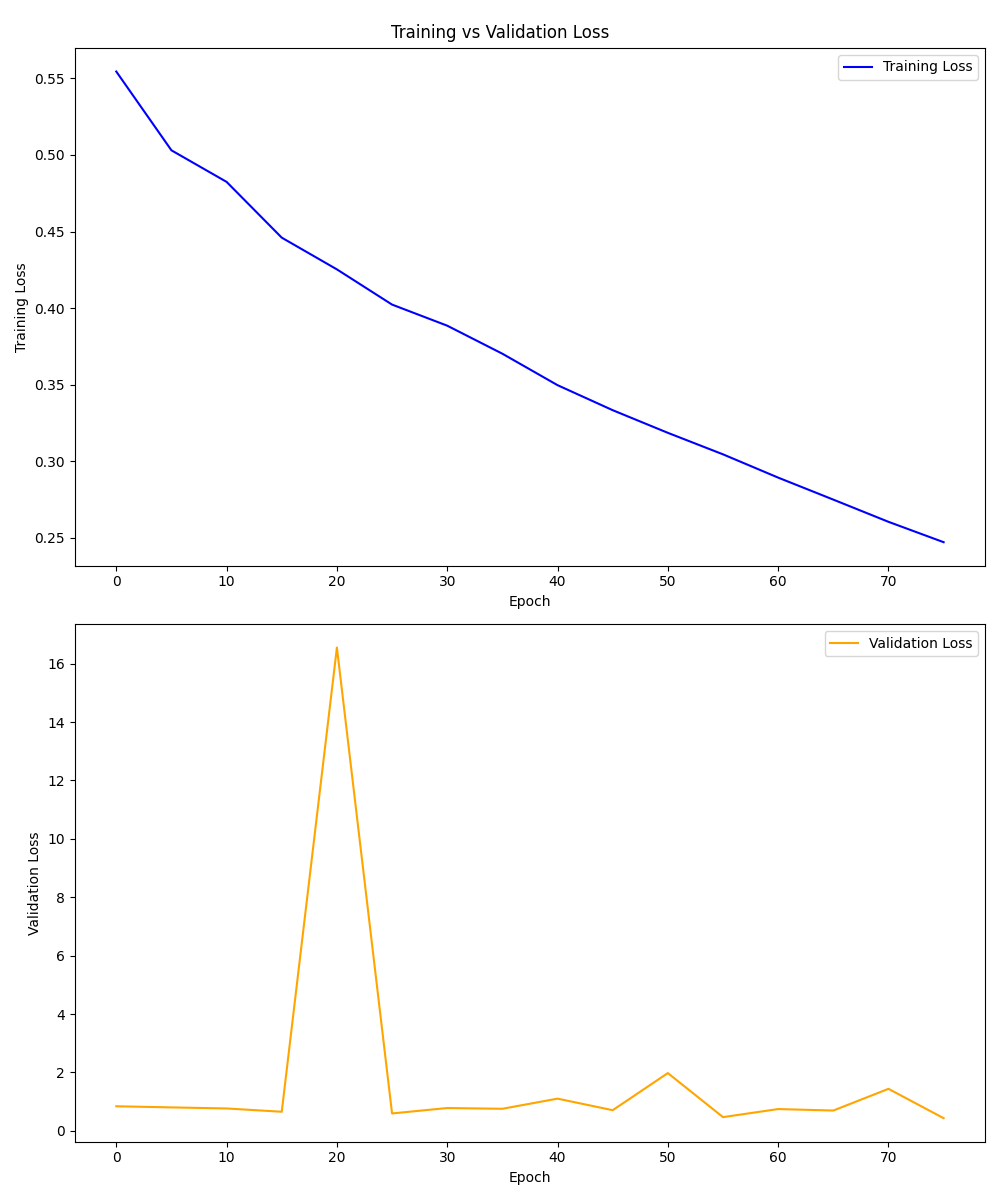 Training vs Validation Loss
Training Loss
0.55
0.50
0.45
0.40
0.35
0.30
0.25
Training Loss
0 10 20 30 40 50 60 70
Epoch
Validation Loss
16
14
12
10
8
6
4
2
0
Validation Loss
0 10 20 30 40 50 60 70
Epoch